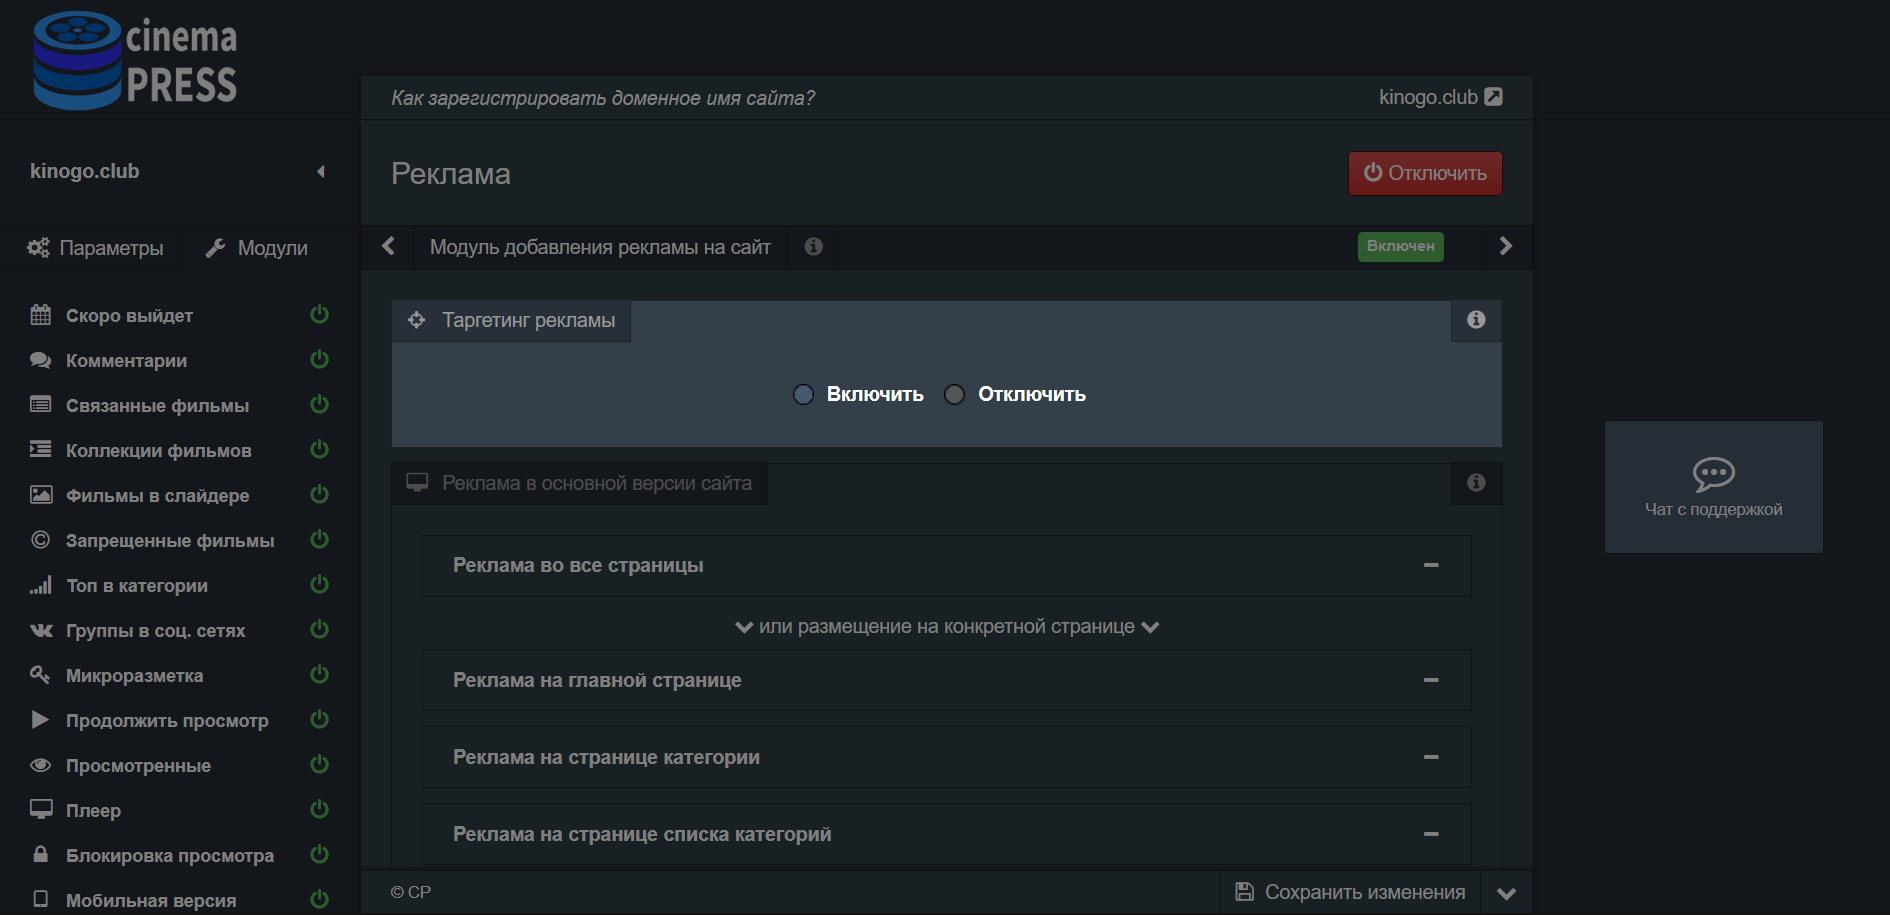 cinema
PRESS
Как зарегистрировать доменное имя сайта?
kinogo.club
kinogo.club
Реклама
Отключить
Параметры
Модули
Модуль добавления рекламы на сайт
Включен
Скоро выйдет
Комментарии
Связанные фильмы
Коллекции фильмов
Фильмы в слайдере
Запрещенные фильмы
Топ в категории
Группы в соц. сетях
Микроразметка
Продолжить просмотр
Просмотренные
Плеер
Блокировка просмотра
Мобильная версия
Таргетинг рекламы
Включить
Отключить
Реклама в основной версии сайта
Реклама во все страницы
или размещение на конкретной странице
Реклама на главной странице
Реклама на странице категории
Реклама на странице списка категорий
© CP
Сохранить изменения
Чат с поддержкой